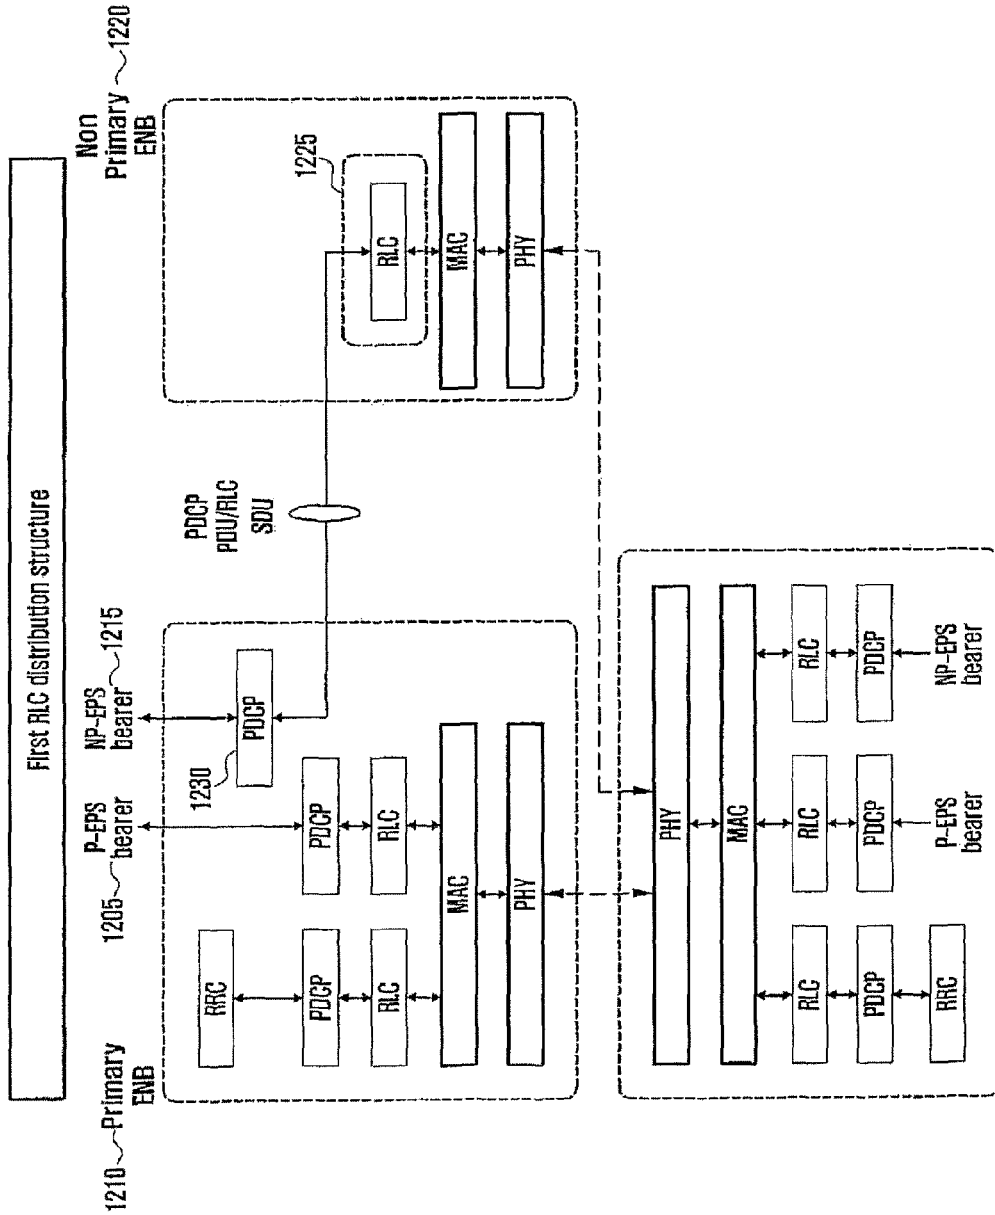 First RLC distribution structure
1210
Primary
ENB
1205
P-EPS
bearer
NP-EPS
bearer
1215
Non
Primary
ENB
1220
RRC
PDCP
RLC
PDCP
RLC
1230
PDCP
MAC
PHY
PDCP
PDU/RLC
SDU
1225
RLC
MAC
PHY
PHY
MAC
RLC
RLC
RLC
PDCP
PDCP
PDCP
RRC
P-EPS
bearer
NP-EPS
bearer